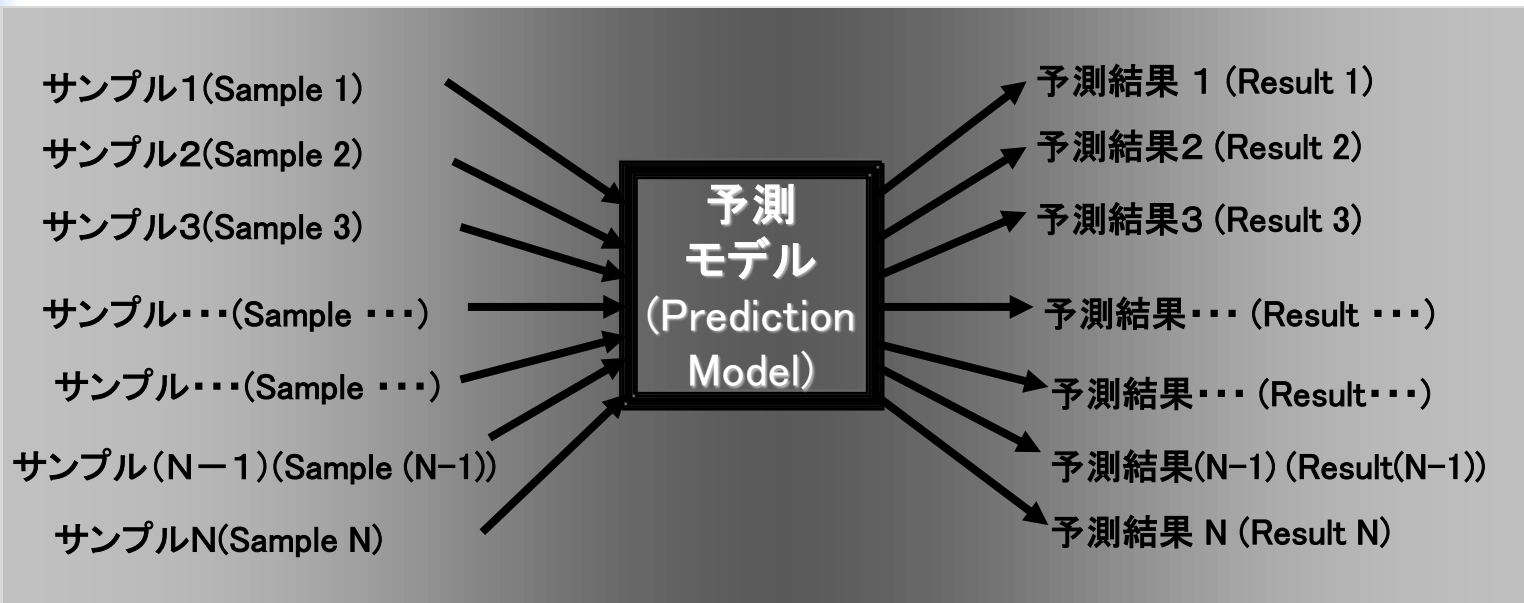 サンプル１(Sample 1)
サンプル２(Sample 2)
サンプル３(Sample 3)
サンプル・・・(Sample ・・・)
サンプル・・・(Sample ・・・)
サンプル（Ｎ－１）(Sample (N-1))
サンプルN(Sample N)
予測
モデル
(Prediction
Model)
予測結果 1 (Result 1)
予測結果２ (Result 2)
予測結果３ (Result 3)
予測結果・・・ (Result ・・・)
予測結果・・・ (Result・・・)
予測結果(N-1) (Result(N-1))
予測結果 N (Result N)